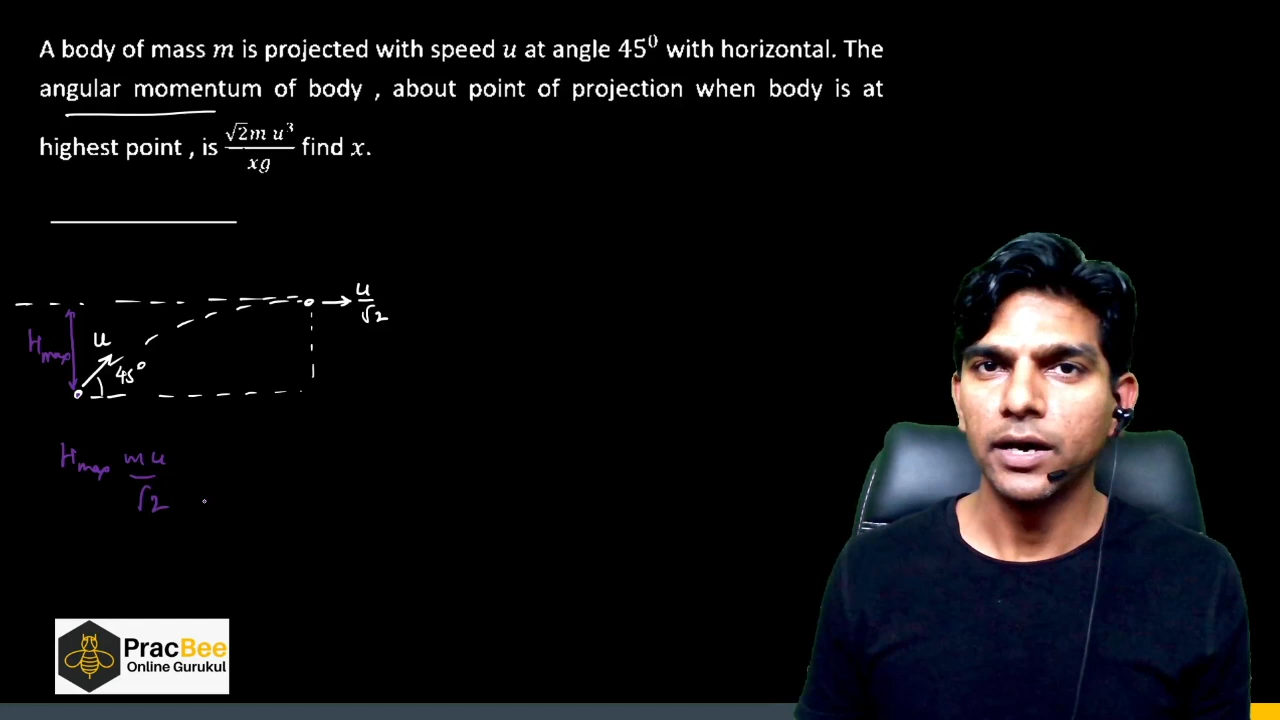 A body of mass m is projected with speed u at angle 45⁰ with horizontal. The
angular momentum of body , about point of projection when body is at
highest point , is √2m u³/xg find x.
u/√2
H_max
u
45°
H_max mu/√2
PracBee
Online Gurukul